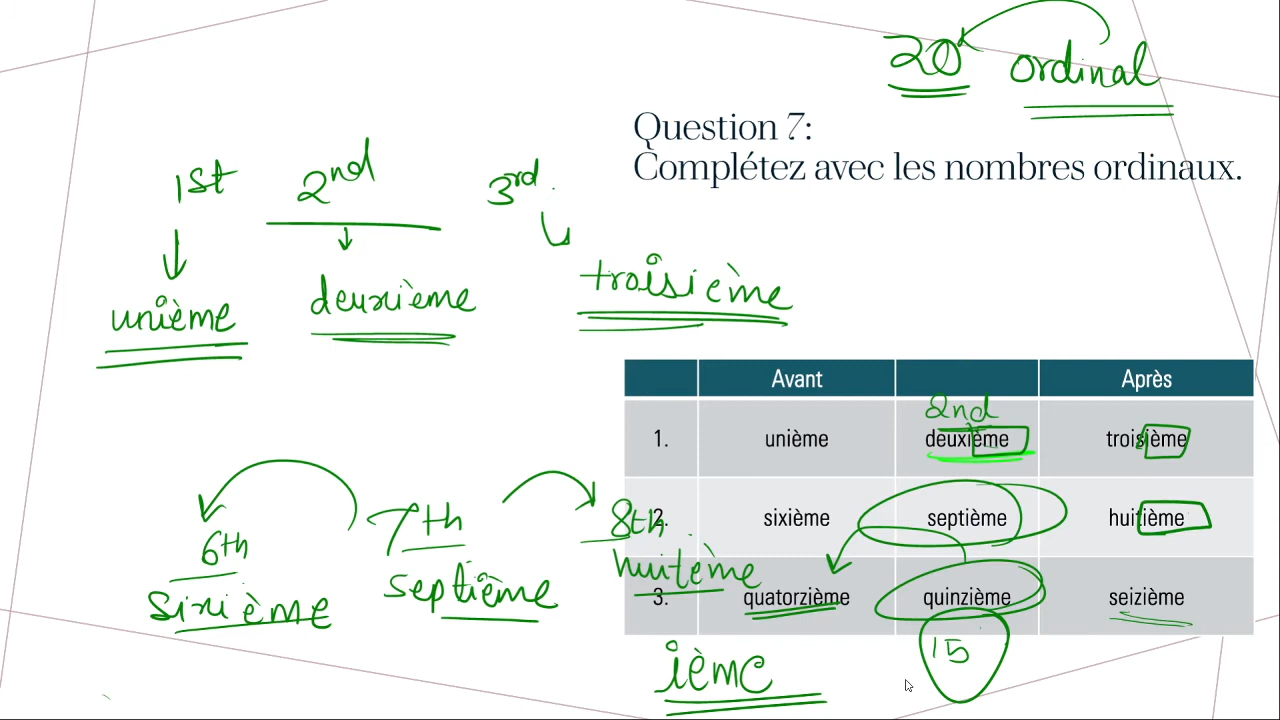 20 ordinal
Question 7:
Complétez avec les nombres ordinaux.
1st 2nd 3rd
unième deuxième troisième
Avant Après
2nd
1. unième deuxième troisième
2. sixième septième huitième
3. quatorzième quinzième seizième
6th 7th 8th
sixième septième huitème
ième
15